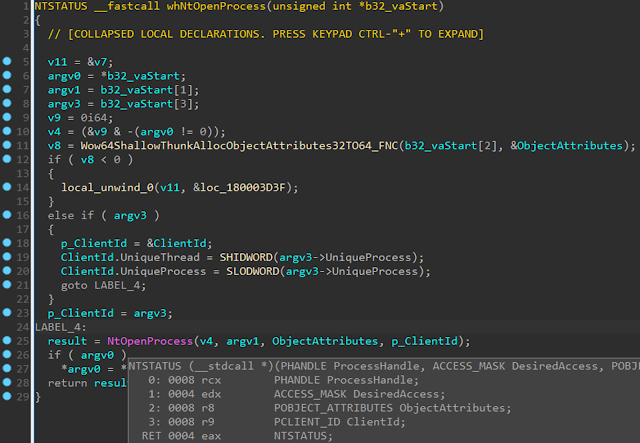 1 NTSTATUS __fastcall whNtOpenProcess(unsigned int *b32_vaStart)
2 {
3 // [COLLAPSED LOCAL DECLARATIONS. PRESS KEYPAD CTRL-"+" TO EXPAND]
4
5 v11 = &v7;
6 argv0 = *b32_vaStart;
7 argv1 = b32_vaStart[1];
8 argv3 = b32_vaStart[3];
9 v9 = 0i64;
10 v4 = (&v9 & -(argv0 != 0));
11 v8 = Wow64ShallowThunkAllocObjectAttributes32TO64_FNC(b32_vaStart[2], &ObjectAttributes);
12 if ( v8 < 0 )
13 {
14 local_unwind_0(v11, &loc_180003D3F);
15 }
16 else if ( argv3 )
17 {
18 p_ClientId = &ClientId;
19 ClientId.UniqueThread = SHIDWORD(argv3->UniqueProcess);
20 ClientId.UniqueProcess = SLODWORD(argv3->UniqueProcess);
21 goto LABEL_4;
22 }
23 p_ClientId = argv3;
24 LABEL_4:
25 result = NtOpenProcess(v4, argv1, ObjectAttributes, p_ClientId);
26 if ( argv0 )
NTSTATUS (__stdcall *)(PHANDLE ProcessHandle, ACCESS_MASK DesiredAccess, POBJE
27 *argv0 = *
0: 0008 rcx PHANDLE ProcessHandle;
28 return result
1: 0004 edx ACCESS_MASK DesiredAccess;
29 }
2: 0008 r8 POBJECT_ATTRIBUTES ObjectAttributes;
3: 0008 r9 PCLIENT_ID ClientId;
RET 0004 eax NTSTATUS;